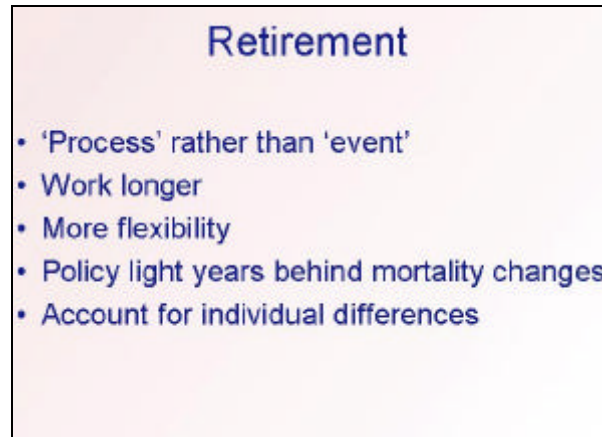 Retirement
• ‘Process’ rather than ‘event’
• Work longer
• More flexibility
• Policy light years behind mortality changes
• Account for individual differences